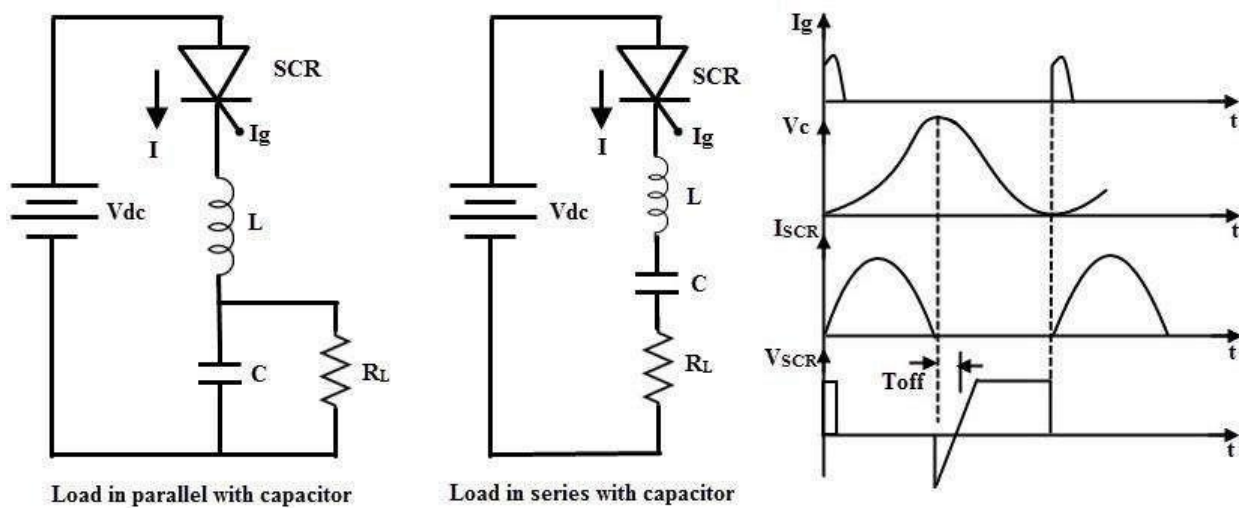 SCR
I
Ig
Vdc
L
C
RL
Load in parallel with capacitor
SCR
I
Ig
Vdc
L
C
RL
Load in series with capacitor
Ig
t
Vc
t
ISCR
t
VSCR
Toff
t